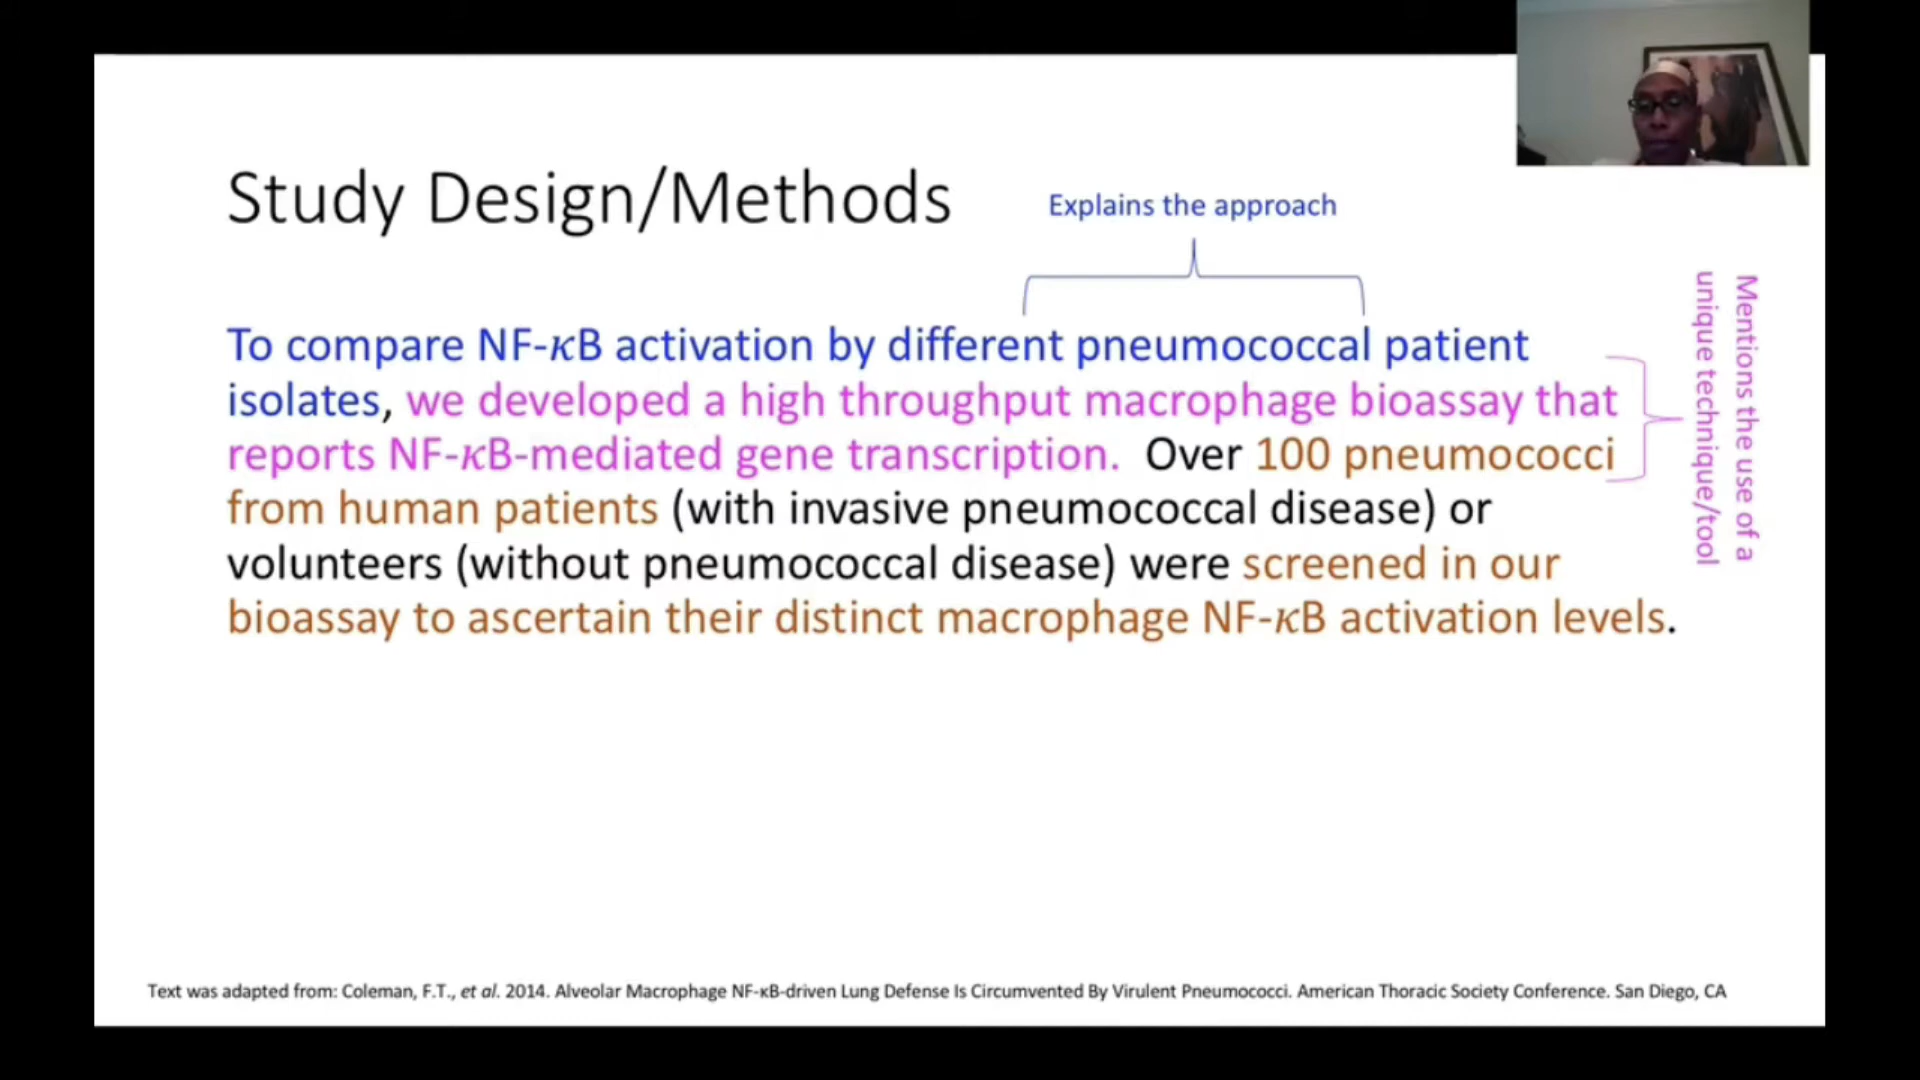 Study Design/Methods
Explains the approach
To compare NF-κB activation by different pneumococcal patient
isolates, we developed a high throughput macrophage bioassay that
reports NF-κB-mediated gene transcription. Over 100 pneumococci
from human patients (with invasive pneumococcal disease) or
volunteers (without pneumococcal disease) were screened in our
bioassay to ascertain their distinct macrophage NF-κB activation levels.
Mentions the use of a
unique technique/tool
Text was adapted from: Coleman, F.T., et al. 2014. Alveolar Macrophage NF-κB-driven Lung Defense Is Circumvented By Virulent Pneumococci. American Thoracic Society Conference. San Diego, CA